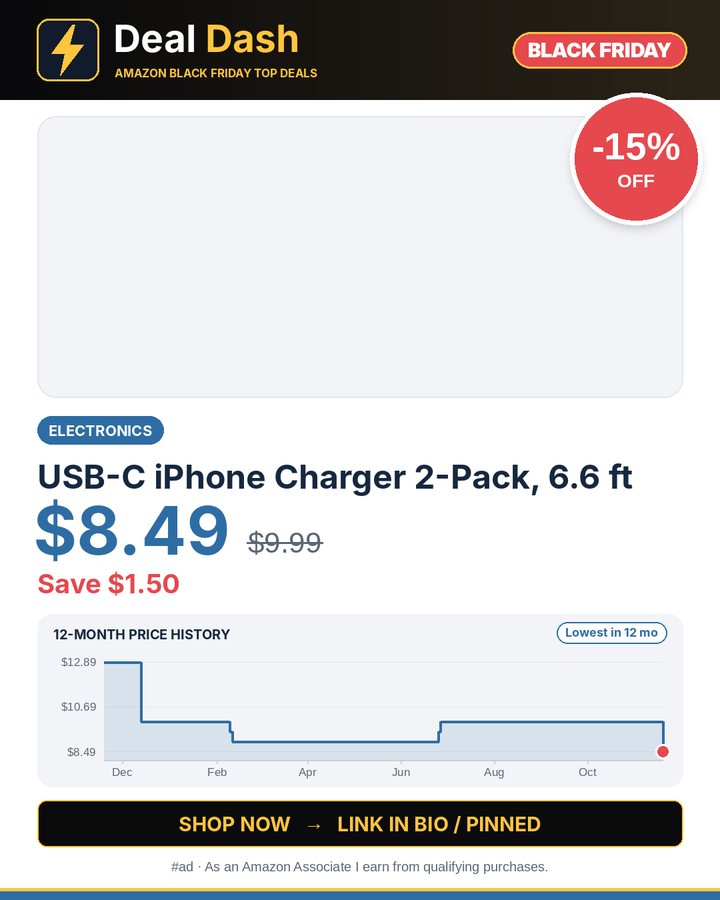 Deal Dash
AMAZON BLACK FRIDAY TOP DEALS
BLACK FRIDAY
-15%
OFF
ELECTRONICS
USB-C iPhone Charger 2-Pack, 6.6 ft
$8.49 $9.99
Save $1.50
12-MONTH PRICE HISTORY
Lowest in 12 mo
$12.89
$10.69
$8.49
Dec Feb Apr Jun Aug Oct
SHOP NOW → LINK IN BIO / PINNED
#ad · As an Amazon Associate I earn from qualifying purchases.